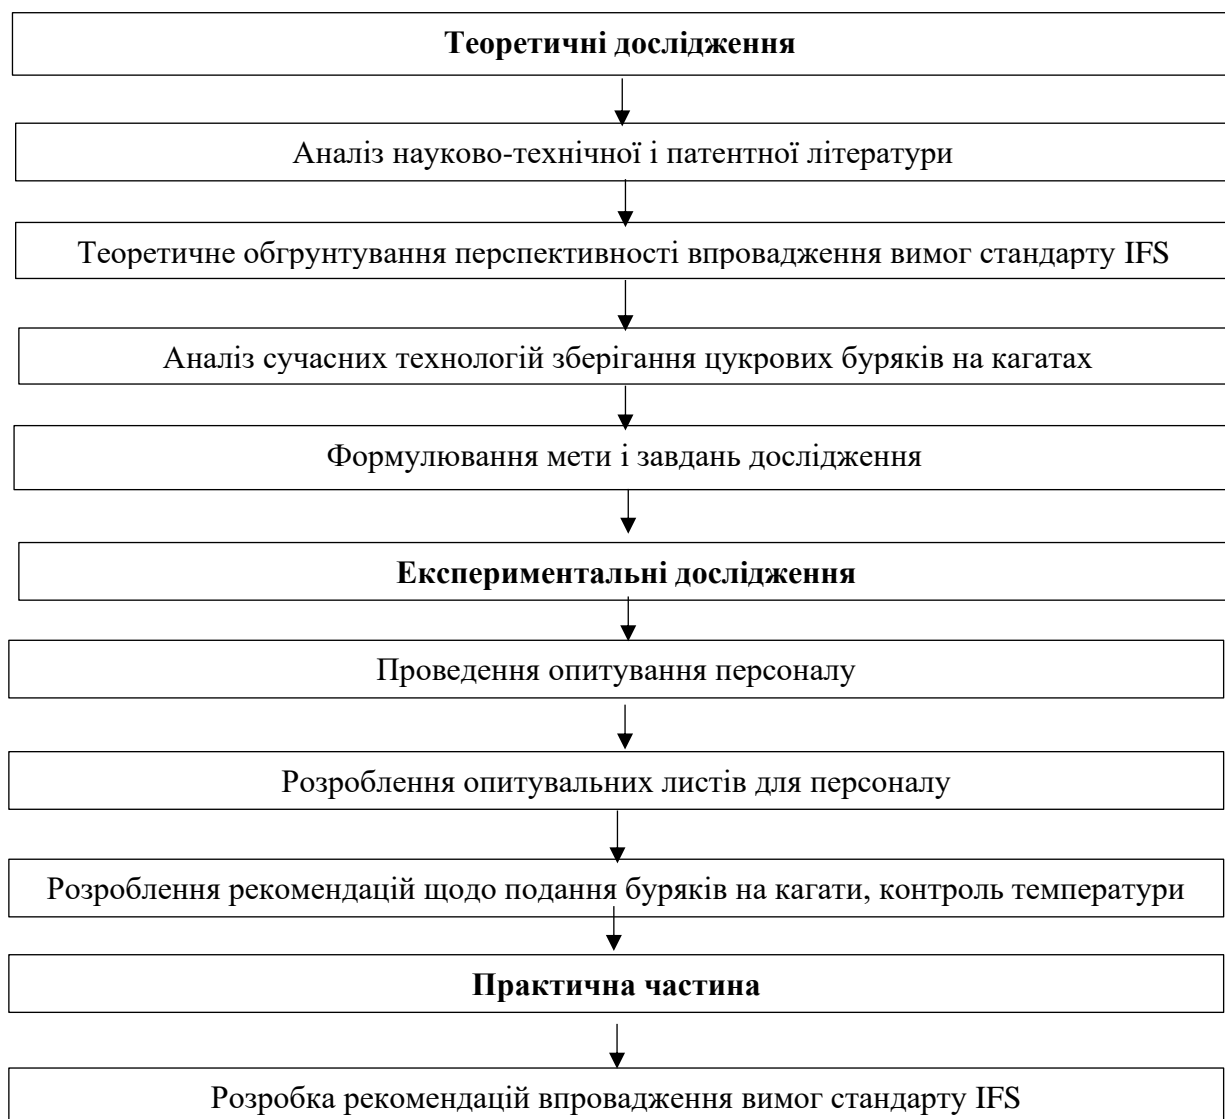 Теоретичні дослідження
Аналіз науково-технічної і патентної літератури
Теоретичне обгрунтування перспективності впровадження вимог стандарту IFS
Аналіз сучасних технологій зберігання цукрових буряків на кагатах
Формулювання мети і завдань дослідження
Експериментальні дослідження
Проведення опитування персоналу
Розроблення опитувальних листів для персоналу
Розроблення рекомендацій щодо подання буряків на кагати, контроль температури
Практична частина
Розробка рекомендацій впровадження вимог стандарту IFS